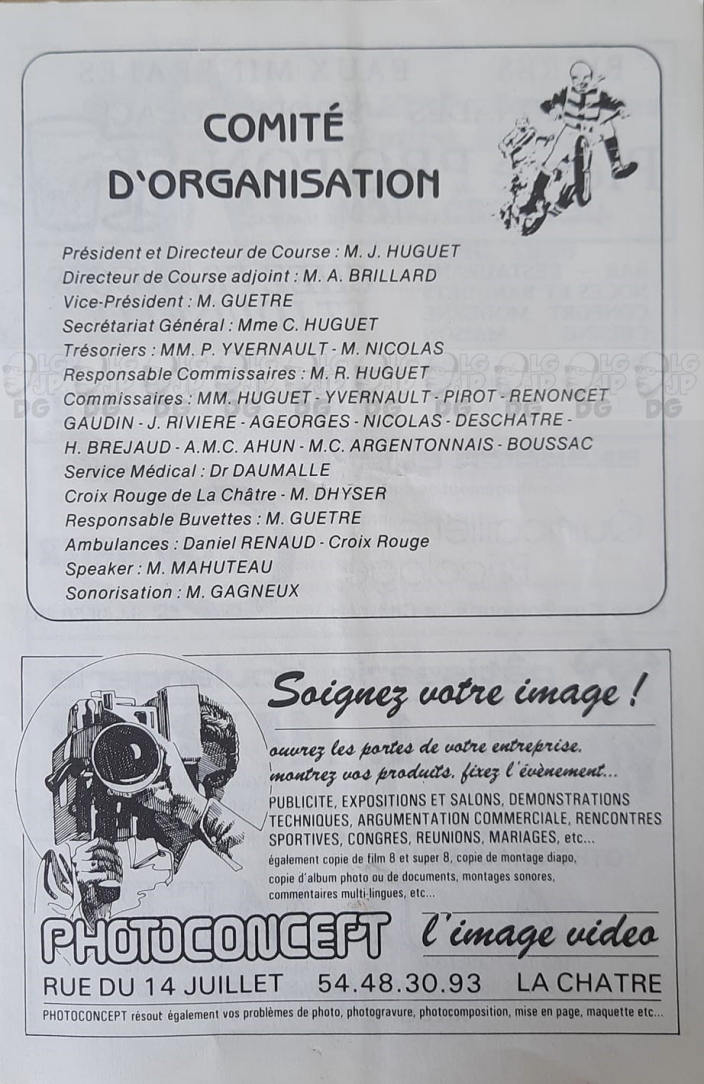 COMITÉ
D'ORGANISATION
Président et Directeur de Course : M. J. HUGUET
Directeur de Course adjoint : M. A. BRILLARD
Vice-Président : M. GUETRE
Secrétariat Général : Mme C. HUGUET
Trésoriers : MM. P. YVERNAULT - M. NICOLAS
Responsable Commissaires : M. R. HUGUET
Commissaires : MM. HUGUET - YVERNAULT - PIROT - RENONCET
GAUDIN - J. RIVIERE - AGEORGES - NICOLAS - DESCHATRE -
H. BREJAUD - A.M.C. AHUN - M.C. ARGENTONNAIS - BOUSSAC
Service Médical : Dr DAUMALLE
Croix Rouge de La Châtre - M. DHYSER
Responsable Buvettes : M. GUETRE
Ambulances : Daniel RENAUD - Croix Rouge
Speaker : M. MAHUTEAU
Sonorisation : M. GAGNEUX
Soignez votre image !
ouvrez les portes de votre entreprise,
montrez vos produits, fixez l'évènement...
PUBLICITE, EXPOSITIONS ET SALONS, DEMONSTRATIONS
TECHNIQUES, ARGUMENTATION COMMERCIALE, RENCONTRES
SPORTIVES, CONGRES, REUNIONS, MARIAGES, etc...
également copie de film 8 et super 8, copie de montage diapo,
copie d'album photo ou de documents, montages sonores,
commentaires multi-lingues, etc...
PHOTOCONCEPT l'image video
RUE DU 14 JUILLET 54.48.30.93 LA CHATRE
PHOTOCONCEPT résout également vos problèmes de photo, photogravure, photocomposition, mise en page, maquette etc...